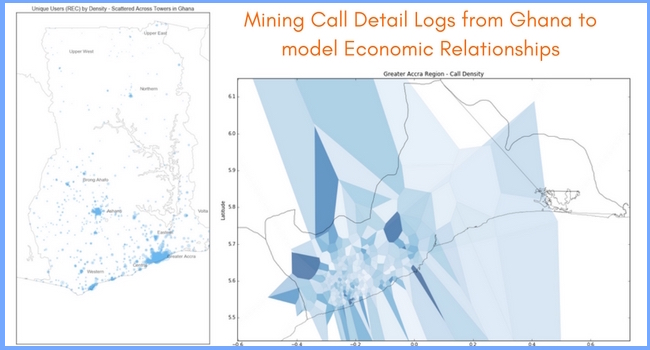 Unique Users (REC) by Density - Scattered Across Towers in Ghana
Upper East
Upper West
Northern
Brong Ahafo
Ashanti
Volta
Eastern
Greater Accra
Central
Western
Mining Call Detail Logs from Ghana to
model Economic Relationships
Greater Accra Region - Call Density
Latitude
6.1
6.0
5.9
5.8
5.7
5.6
5.5
−0.6
−0.4
−0.2
0.0
0.2
0.4
0.6